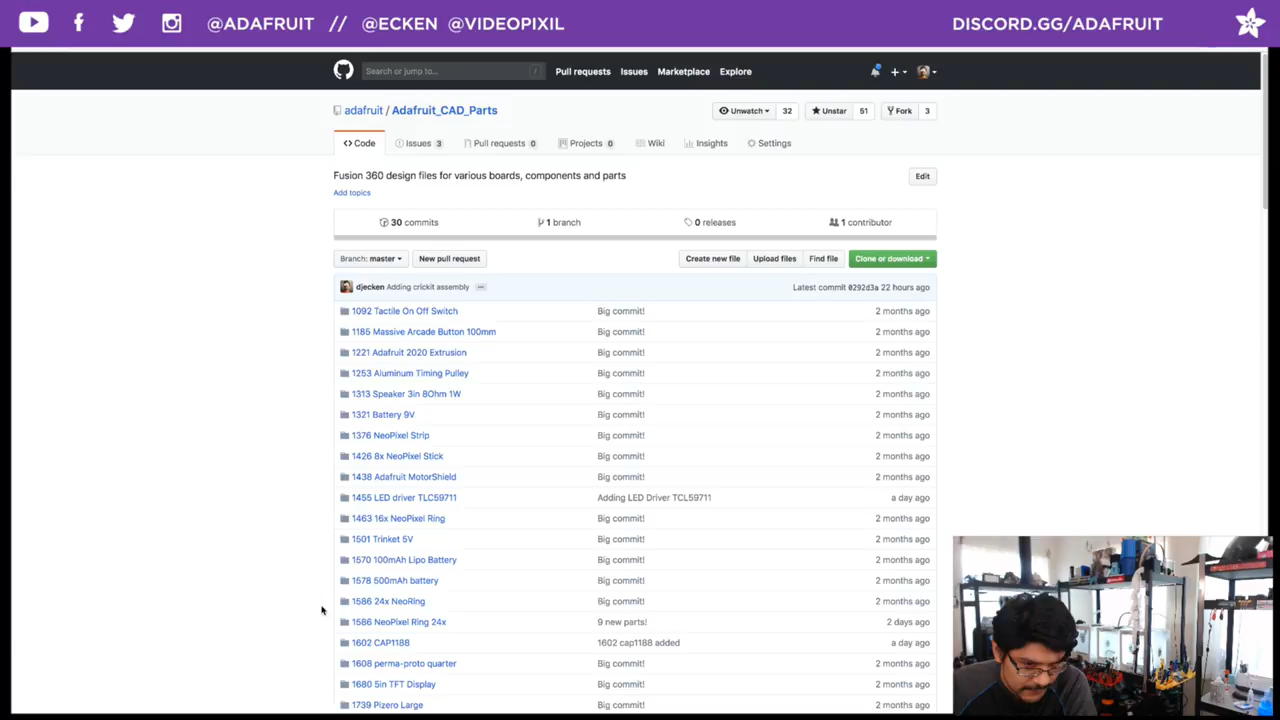 @ADAFRUIT // @ECKEN @VIDEOPIXIL DISCORD.GG/ADAFRUIT
Search or jump to... / Pull requests Issues Marketplace Explore
adafruit / Adafruit_CAD_Parts Unwatch 32 Unstar 51 Fork 3
Code Issues 3 Pull requests 0 Projects 0 Wiki Insights Settings
Fusion 360 design files for various boards, components and parts Edit
Add topics
30 commits 1 branch 0 releases 1 contributor
Branch: master New pull request Create new file Upload files Find file Clone or download
djecken Adding crickit assembly Latest commit 0292d3a 22 hours ago
1092 Tactile On Off Switch Big commit! 2 months ago
1185 Massive Arcade Button 100mm Big commit! 2 months ago
1221 Adafruit 2020 Extrusion Big commit! 2 months ago
1253 Aluminum Timing Pulley Big commit! 2 months ago
1313 Speaker 3in 8Ohm 1W Big commit! 2 months ago
1321 Battery 9V Big commit! 2 months ago
1376 NeoPixel Strip Big commit! 2 months ago
1426 8x NeoPixel Stick Big commit! 2 months ago
1438 Adafruit MotorShield Big commit! 2 months ago
1455 LED driver TLC59711 Adding LED Driver TCL59711 a day ago
1463 16x NeoPixel Ring Big commit! 2 months ago
1501 Trinket 5V Big commit! 2 months ago
1570 100mAh Lipo Battery Big commit! 2 months ago
1578 500mAh battery Big commit! 2 months ago
1586 24x NeoRing Big commit! 2 months ago
1586 NeoPixel Ring 24x 9 new parts! 2 days ago
1602 CAP1188 1602 cap1188 added a day ago
1608 perma-proto quarter Big commit! 2 months ago
1680 5in TFT Display Big commit! 2 months ago
1739 Pizero Large Big commit! 2 months ago